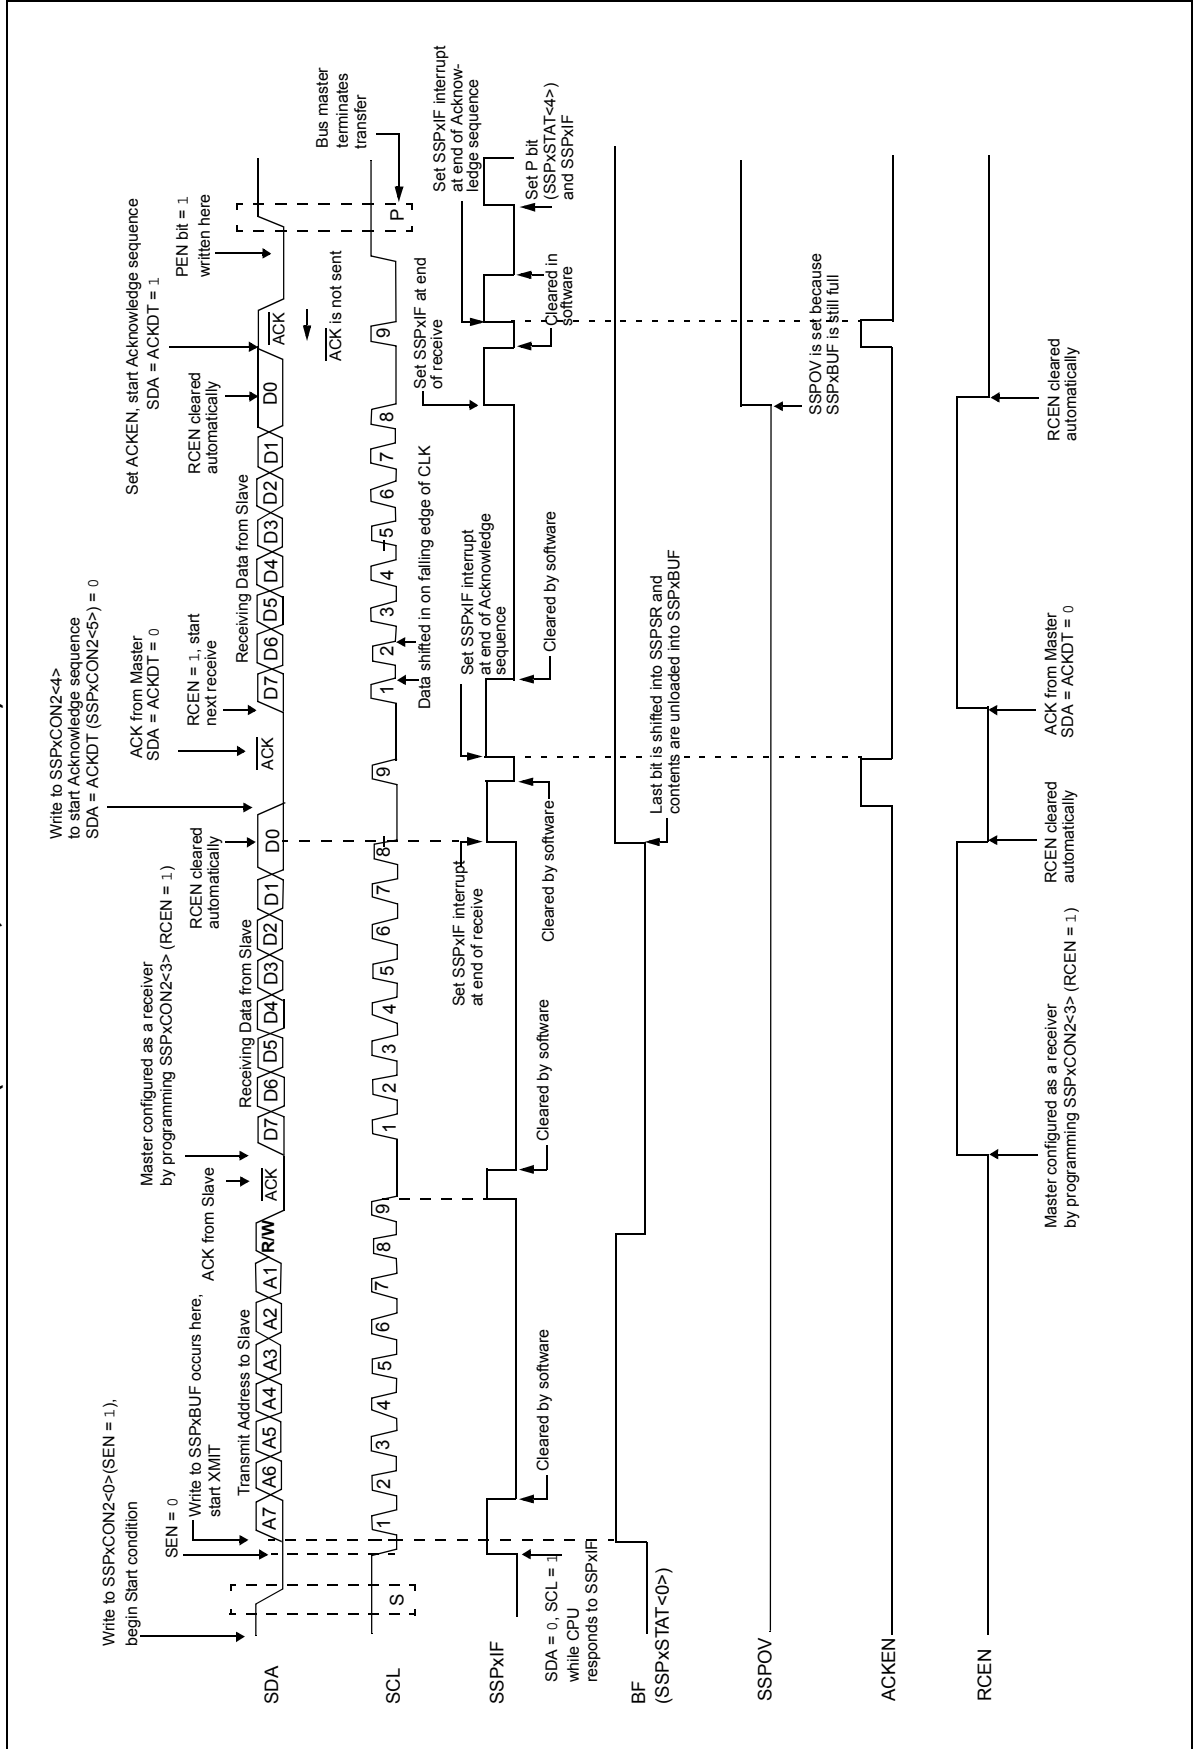 Write to SSPxCON2<0>(SEN = 1),
begin Start condition
SEN = 0
Write to SSPxBUF occurs here,
start XMIT
ACK from Slave
Master configured as a receiver
by programming SSPxCON2<3> (RCEN = 1)
RCEN cleared
automatically
Write to SSPxCON2<4>
to start Acknowledge sequence
SDA = ACKDT (SSPxCON2<5>) = 0
ACK from Master
SDA = ACKDT = 0
RCEN = 1, start
next receive
RCEN cleared
automatically
Set ACKEN, start Acknowledge sequence
SDA = ACKDT = 1
PEN bit = 1
written here
Transmit Address to Slave
Receiving Data from Slave
Receiving Data from Slave
SDA
A7 A6 A5 A4 A3 A2 A1 R/W ACK D7 D6 D5 D4 D3 D2 D1 D0 ACK D7 D6 D5 D4 D3 D2 D1 D0 ACK
ACK is not sent
Bus master
terminates
transfer
SCL
S 1 2 3 4 5 6 7 8 9 1 2 3 4 5 6 7 8 9 1 2 3 4 5 6 7 8 9 P
Data shifted in on falling edge of CLK
Set SSPxIF interrupt
at end of receive
Set SSPxIF interrupt
at end of Acknowledge
sequence
Set SSPxIF at end
of receive
Set SSPxIF interrupt
at end of Acknow-
ledge sequence
SSPxIF
SDA = 0, SCL = 1
while CPU
responds to SSPxIF
Cleared by software
Cleared by software
Cleared by software
Cleared by software
Cleared in
software
Set P bit
(SSPxSTAT<4>)
and SSPxIF
BF
(SSPxSTAT<0>)
Last bit is shifted into SSPSR and
contents are unloaded into SSPxBUF
SSPOV
SSPOV is set because
SSPxBUF is still full
ACKEN
RCEN
Master configured as a receiver
by programming SSPxCON2<3> (RCEN = 1)
RCEN cleared
automatically
ACK from Master
SDA = ACKDT = 0
RCEN cleared
automatically